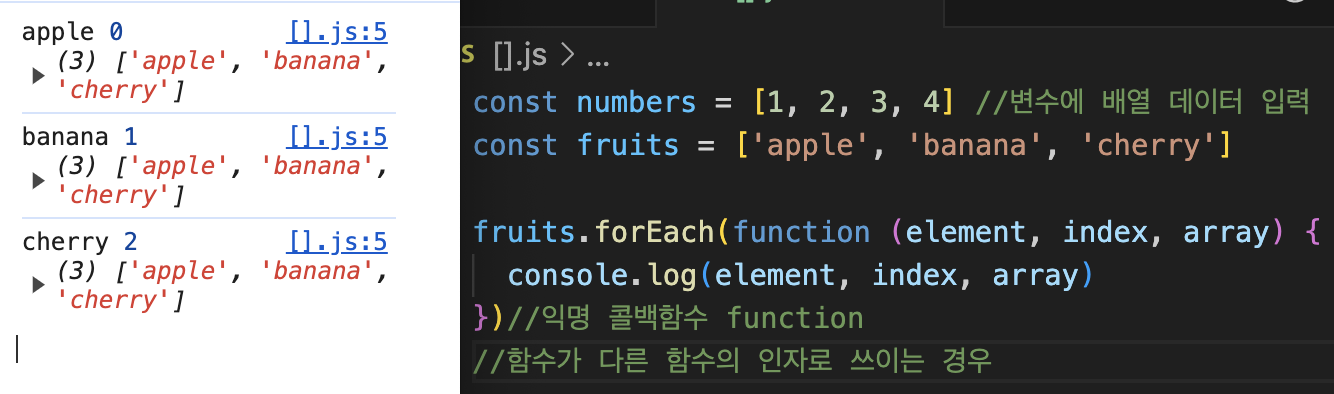 apple 0 [].js:5
(3) ['apple', 'banana',
'cherry']
banana 1 [].js:5
(3) ['apple', 'banana',
'cherry']
cherry 2 [].js:5
(3) ['apple', 'banana',
'cherry']
S [].js > ...
const numbers = [1, 2, 3, 4] //변수에 배열 데이터 입력
const fruits = ['apple', 'banana', 'cherry']
fruits.forEach(function (element, index, array) {
console.log(element, index, array)
})//익명 콜백함수 function
//함수가 다른 함수의 인자로 쓰이는 경우